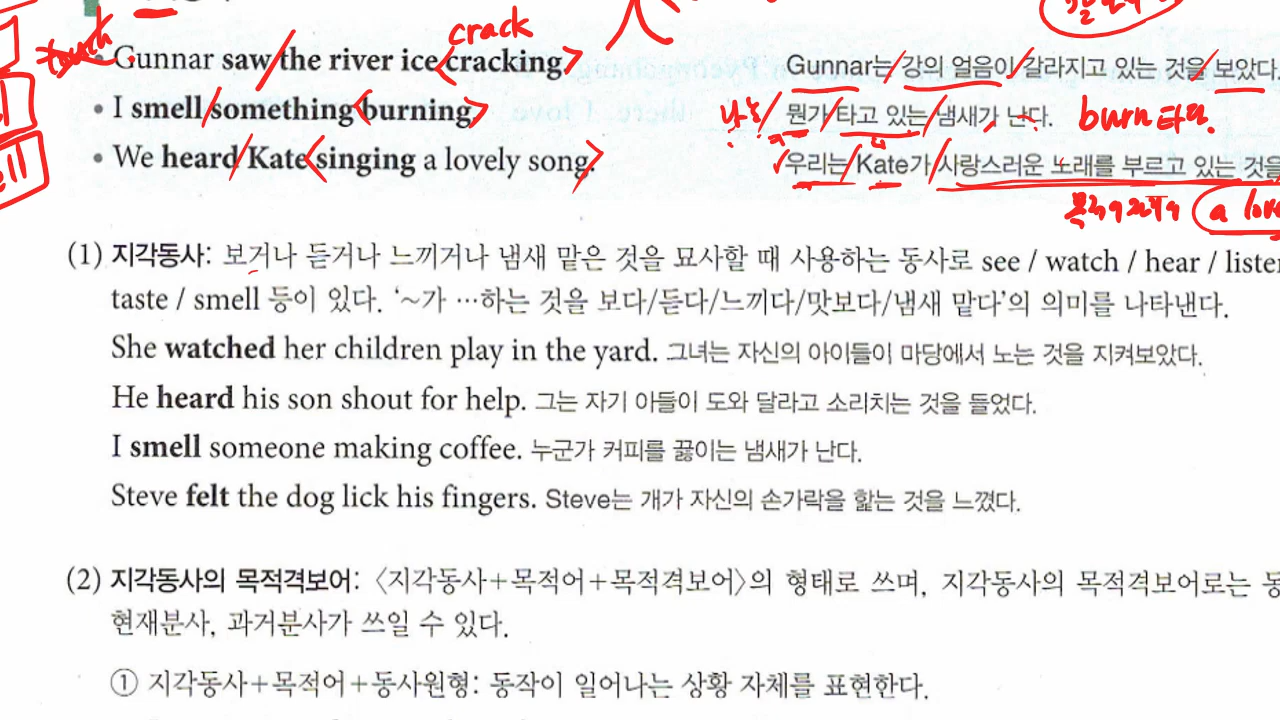 crack
touch
• Gunnar saw the river ice cracking. Gunnar는 강의 얼음이 갈라지고 있는 것을 보았다.
• I smell something burning. 나는 뭔가 타고 있는 냄새가 난다. burn 타다.
• We heard Kate singing a lovely song. 우리는 Kate가 사랑스러운 노래를 부르고 있는 것을
a lov
(1) 지각동사: 보거나 듣거나 느끼거나 냄새 맡은 것을 묘사할 때 사용하는 동사로 see / watch / hear / listen
taste / smell 등이 있다. ‘~가 …하는 것을 보다/듣다/느끼다/맛보다/냄새 맡다’의 의미를 나타낸다.
She watched her children play in the yard. 그녀는 자신의 아이들이 마당에서 노는 것을 지켜보았다.
He heard his son shout for help. 그는 자기 아들이 도와 달라고 소리치는 것을 들었다.
I smell someone making coffee. 누군가 커피를 끓이는 냄새가 난다.
Steve felt the dog lick his fingers. Steve는 개가 자신의 손가락을 핥는 것을 느꼈다.
(2) 지각동사의 목적격보어: 〈지각동사+목적어+목적격보어〉의 형태로 쓰며, 지각동사의 목적격보어로는 동
현재분사, 과거분사가 쓰일 수 있다.
① 지각동사+목적어+동사원형: 동작이 일어나는 상황 자체를 표현한다.